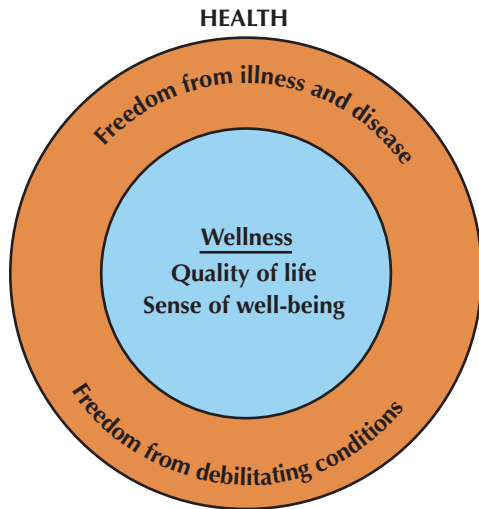 HEALTH
Freedom from illness and disease
Wellness
Quality of life
Sense of well-being
Freedom from debilitating conditions